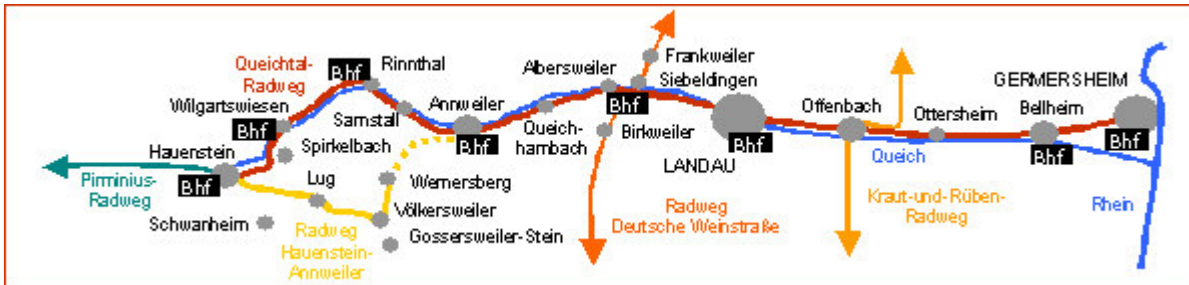 Queichtal-
Radweg
Bhf
Rinnthal
Albersweiler
Frankweiler
Siebeldingen
GERMERSHEIM
Wilgartswiesen
Annweiler
Offenbach
Ottersheim
Bellheim
Bhf
Sarnstall
Bhf
Hauenstein
Spirkelbach
Bhf
Queich-
hambach
Birkweiler
Bhf
LANDAU
Queich
Bhf
Bhf
Bhf
Pirminius-
Radweg
Lug
Wernersberg
Völkersweiler
Schwanheim
Gossersweiler-Stein
Radweg
Hauenstein-
Annweiler
Radweg
Deutsche Weinstraße
Kraut-und-Rüben-
Radweg
Rhein